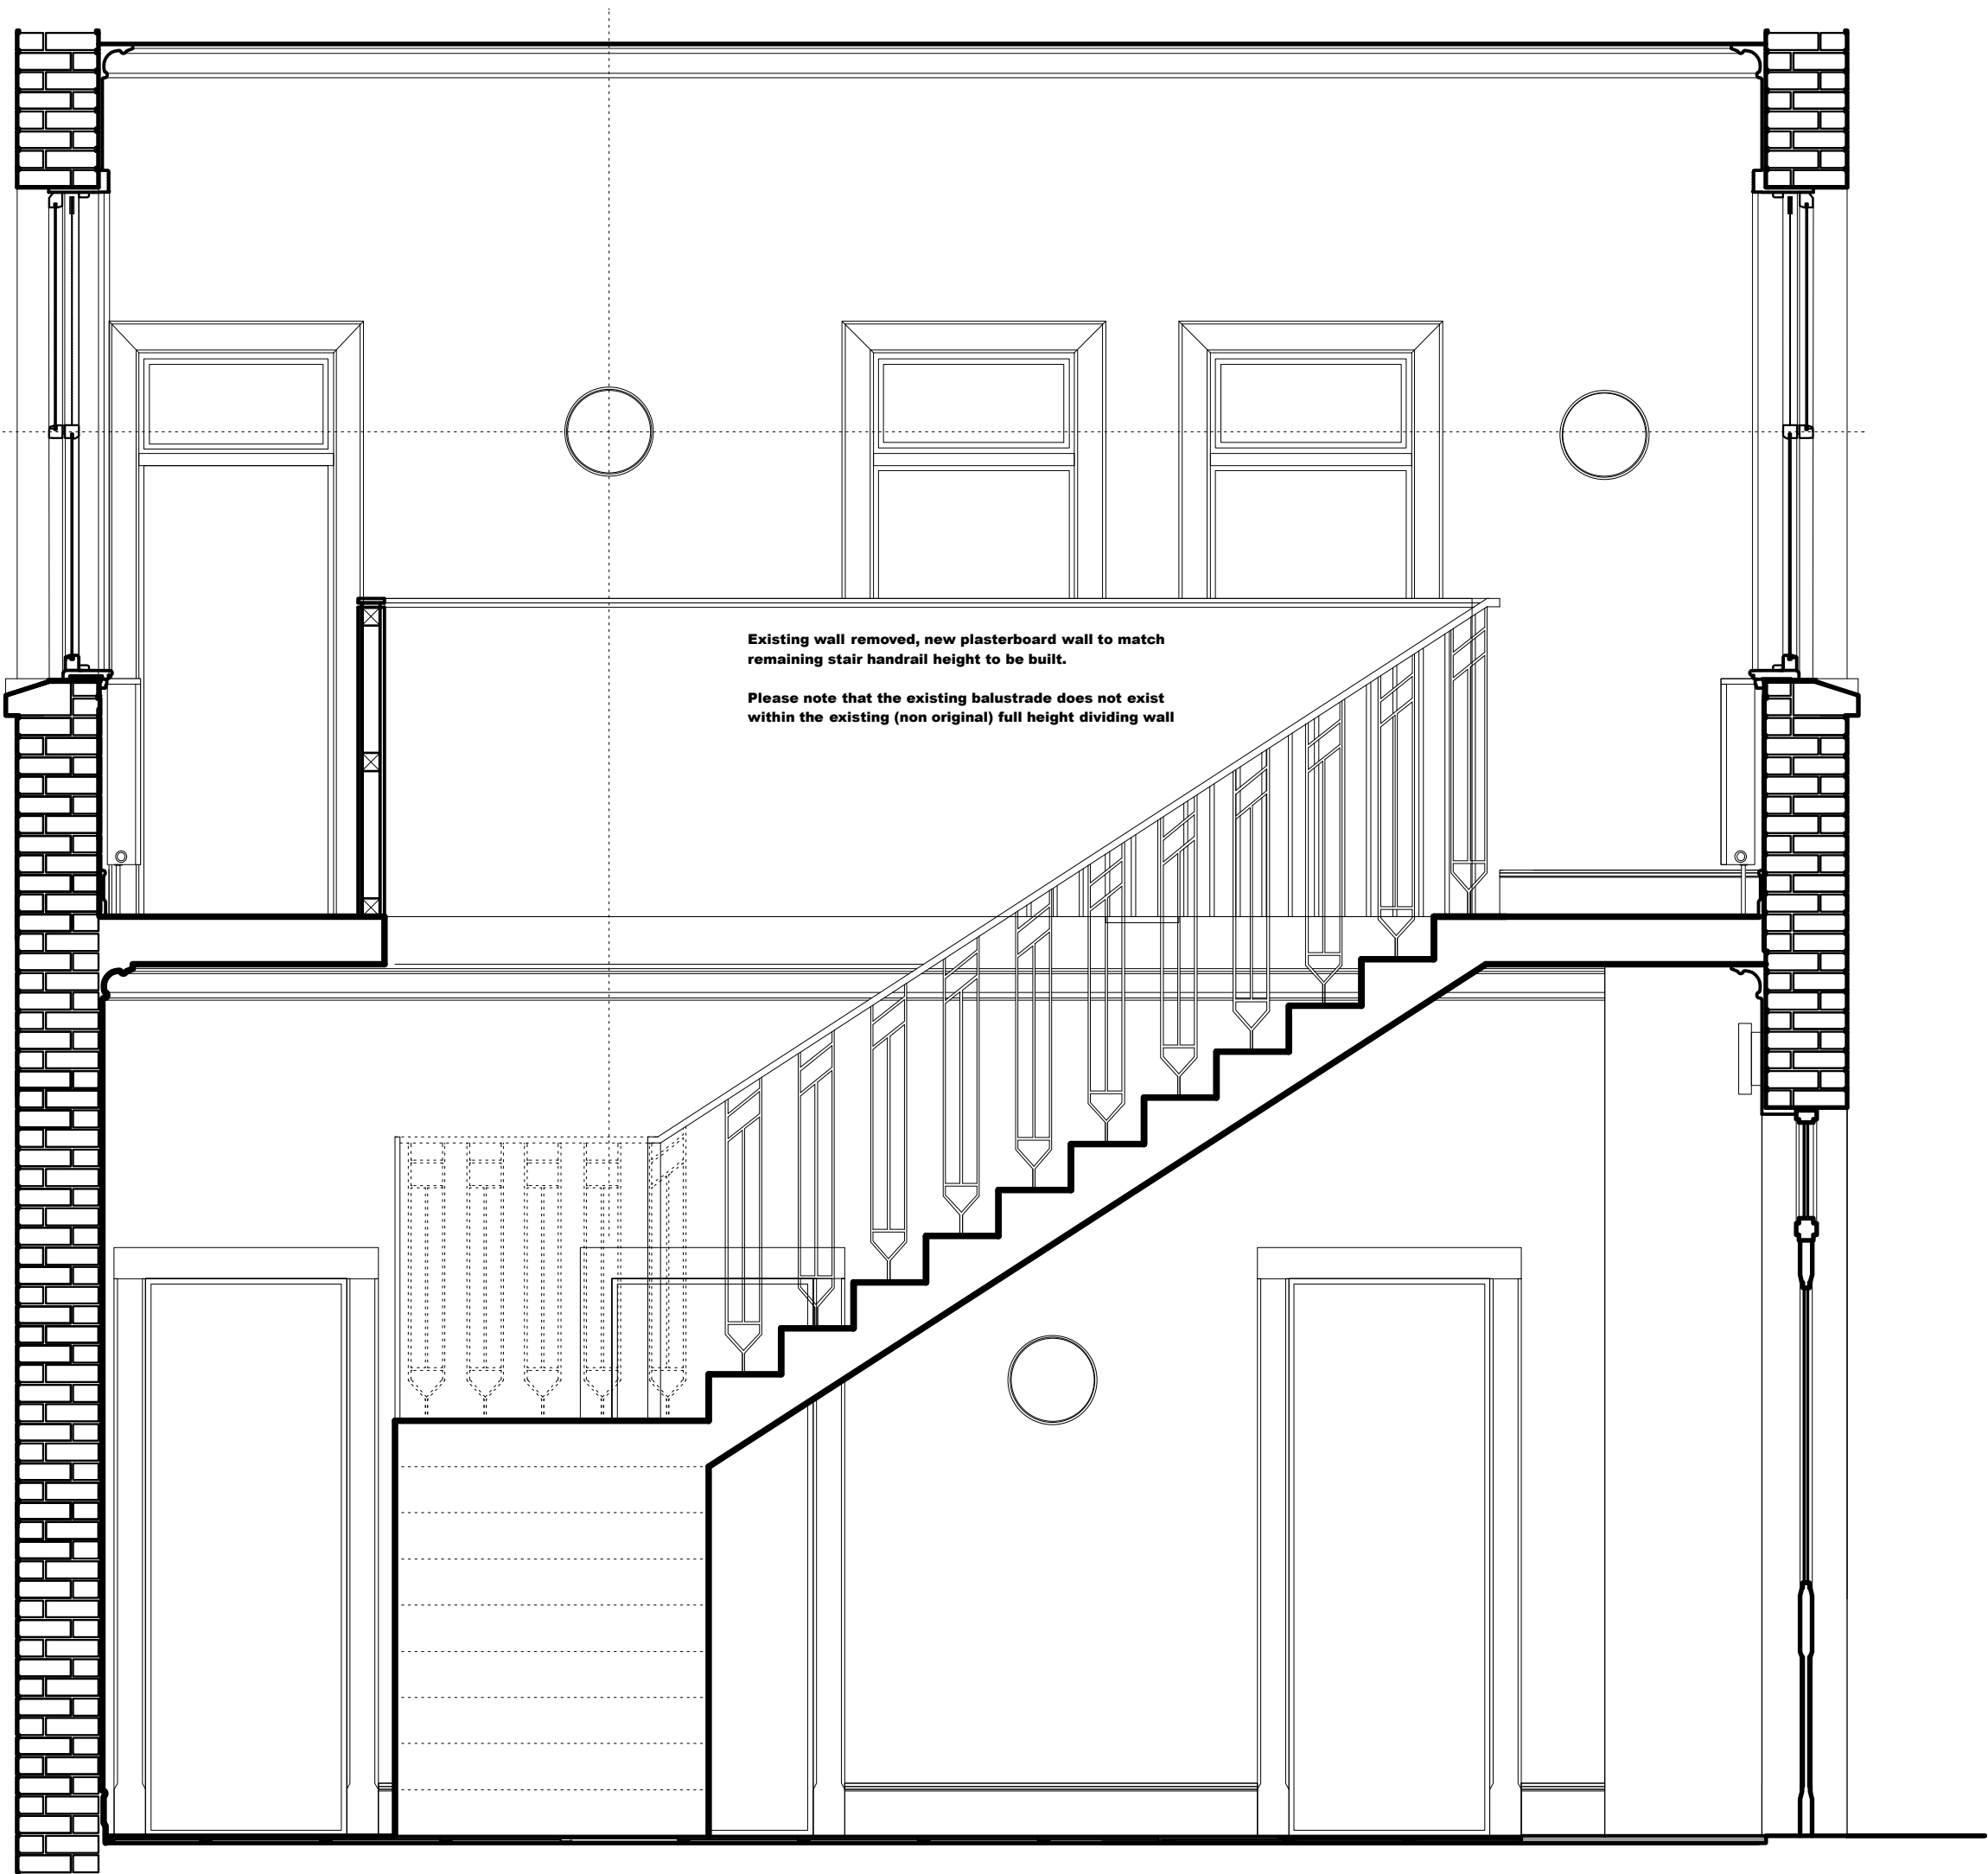 Existing wall removed, new plasterboard wall to match
remaining stair handrail height to be built.
Please note that the existing balustrade does not exist
within the existing (non original) full height dividing wall